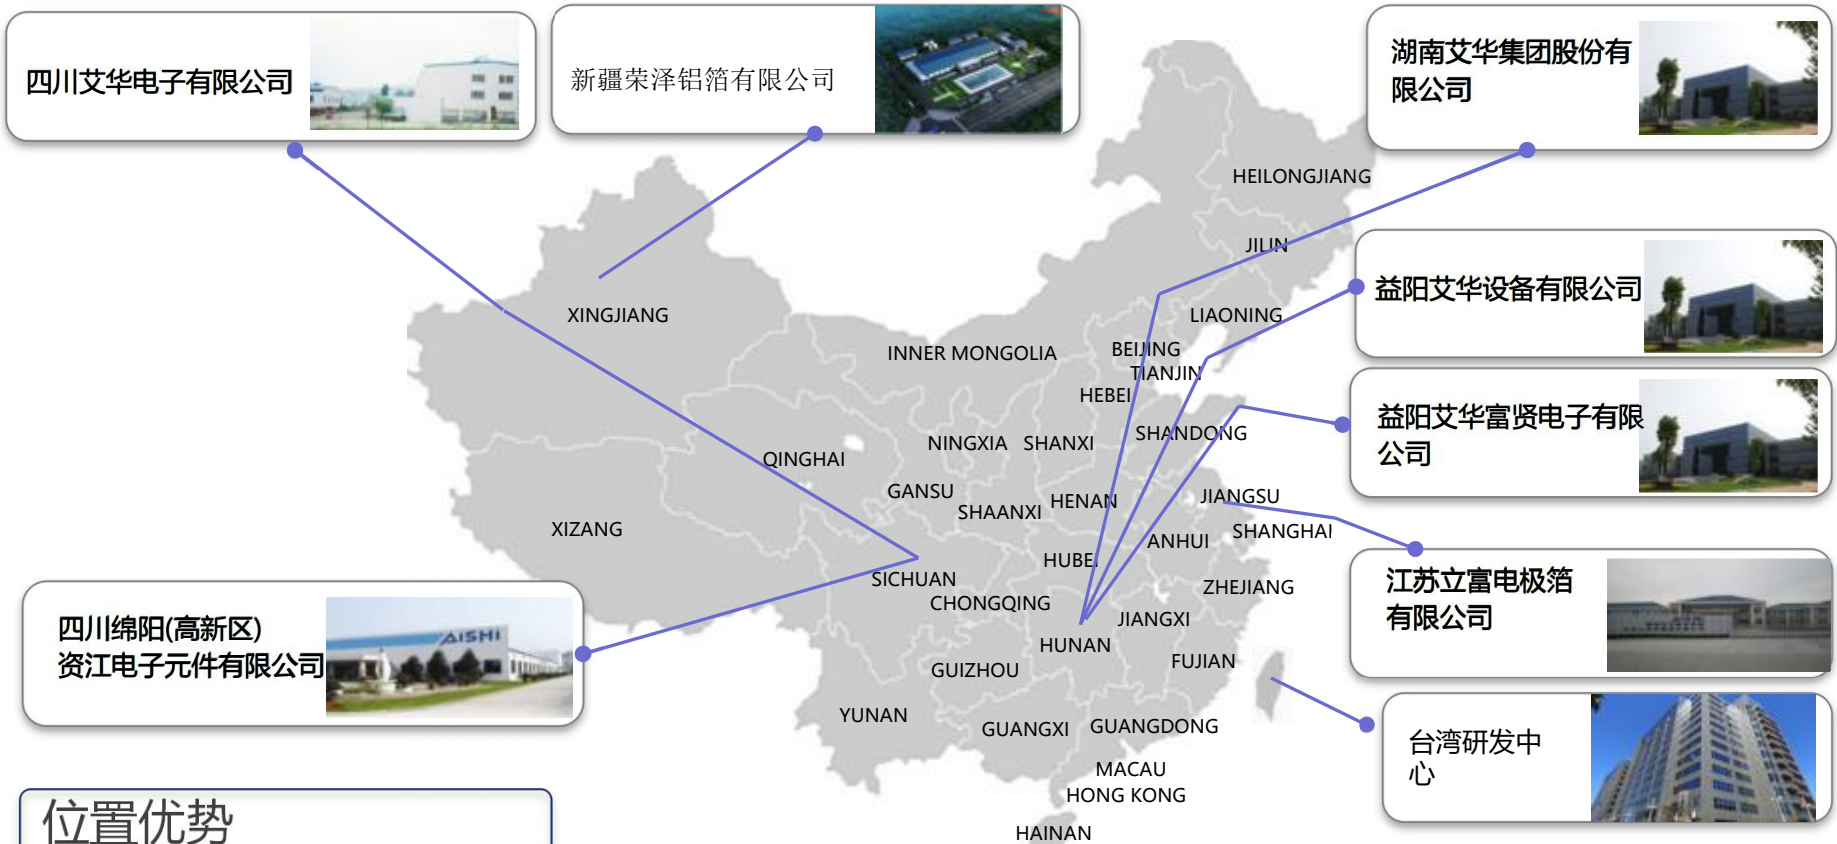 四川艾华电子有限公司
新疆荣泽铝箔有限公司
湖南艾华集团股份有
限公司
HEILONGJIANG
JILIN
益阳艾华设备有限公司
XINGJIANG
LIAONING
INNER MONGOLIA
BEIJING
TIANJIN
HEBEI
益阳艾华富贤电子有限
公司
NINGXIA
SHANXI
SHANDONG
QINGHAI
GANSU
SHAANXI
HENAN
JIANGSU
XIZANG
ANHUI
SHANGHAI
HUBEI
SICHUAN
CHONGQING
ZHEJIANG
江苏立富电极箔
有限公司
四川绵阳(高新区)
资江电子元件有限公司
AISHI
JIANGXI
HUNAN
FUJIAN
GUIZHOU
YUNAN
GUANGXI
GUANGDONG
台湾研发中
心
MACAU
HONG KONG
HAINAN
位置优势